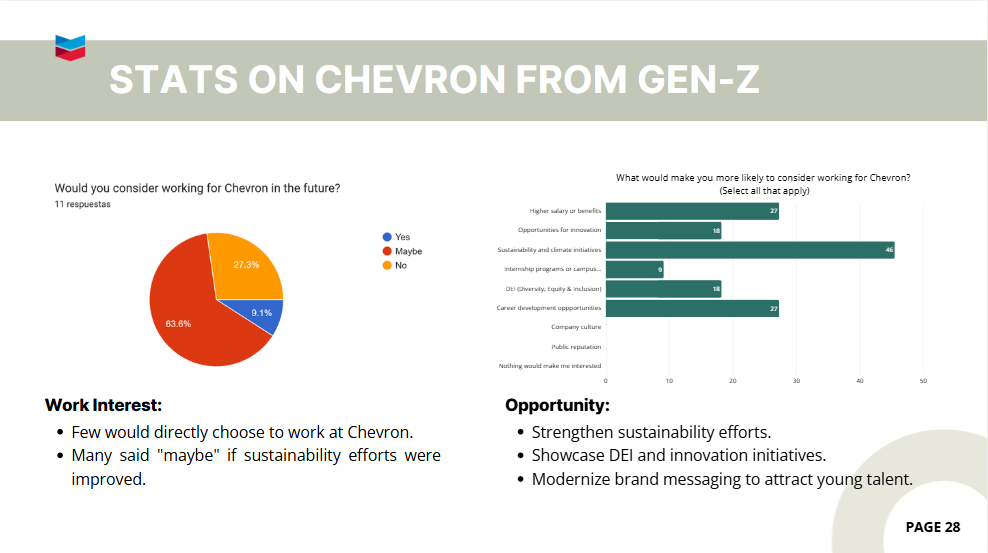 STATS ON CHEVRON FROM GEN-Z
Would you consider working for Chevron in the future?
11 respuestas
Yes
Maybe
No
27.3%
9.1%
63.6%
What would make you more likely to consider working for Chevron?
(Select all that apply)
Higher salary or benefits
27
Opportunities for innovation
18
Sustainability and climate initiatives
46
Internship programs or campus...
9
DEI (Diversity, Equity & Inclusion)
18
Career development oppportunities
27
Company culture
Public reputation
Nothing would make me interested
0 10 20 30 40 50
Work Interest:
• Few would directly choose to work at Chevron.
• Many said "maybe" if sustainability efforts were
improved.
Opportunity:
• Strengthen sustainability efforts.
• Showcase DEI and innovation initiatives.
• Modernize brand messaging to attract young talent.
PAGE 28